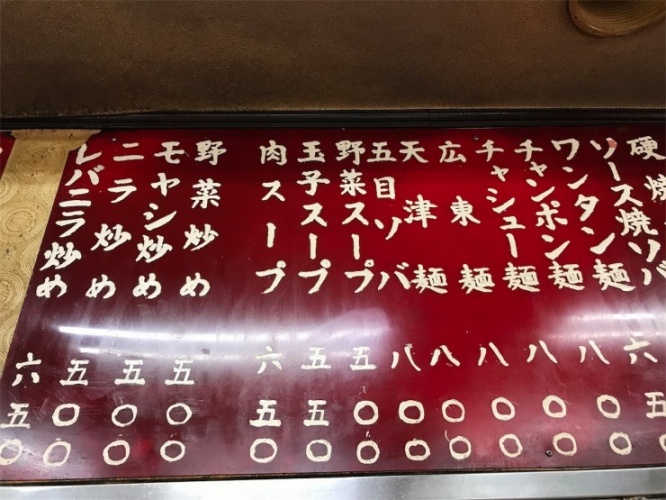 硬焼
ソース焼ソバ
ワンタン麺 六五〇
チャンポン麺 八〇〇
チャシュー麺 八〇〇
広東麺 八〇〇
天津麺 八〇〇
五目ソバ 八〇〇
野菜スープ 五〇〇
玉子スープ 五五〇
肉スープ 六五〇
野菜炒め 五〇〇
モヤシ炒め 五〇〇
ニラ炒め 五〇〇
レバニラ炒め 六五〇